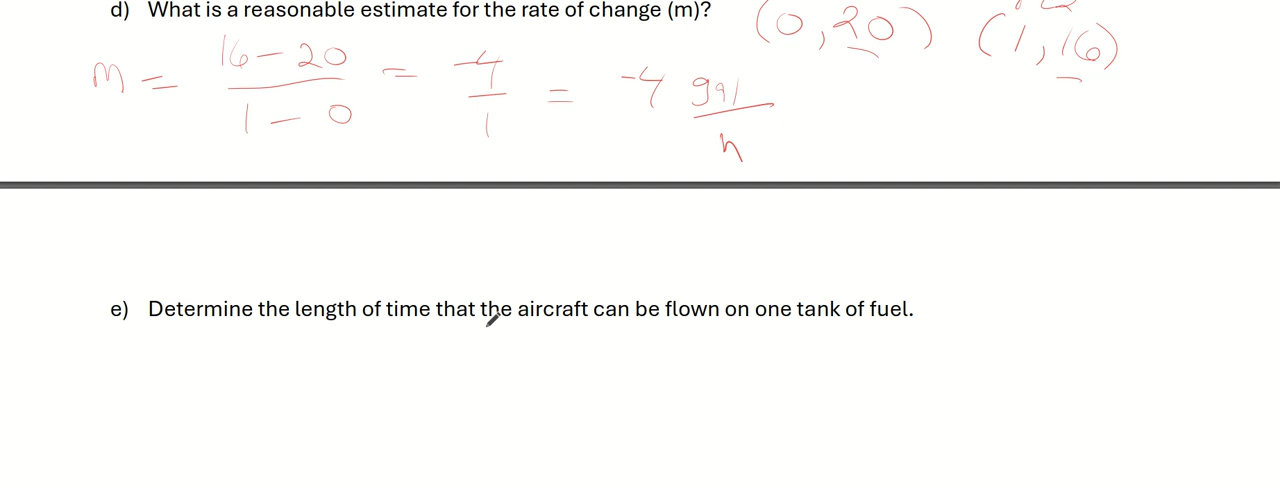 d) What is a reasonable estimate for the rate of change (m)? (0,20) (1,16)
m = 16-20 / 1-0 = -4 / 1 = -4 gal / h
e) Determine the length of time that the aircraft can be flown on one tank of fuel.